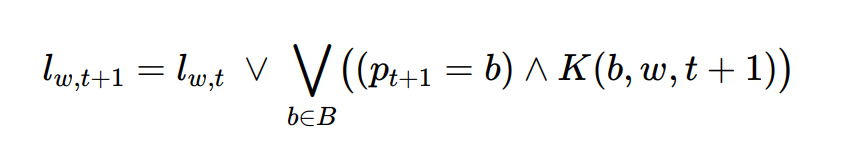 l_{w,t+1} = l_{w,t} ∨ ⋁_{b∈B} ((p_{t+1} = b) ∧ K(b, w, t + 1))